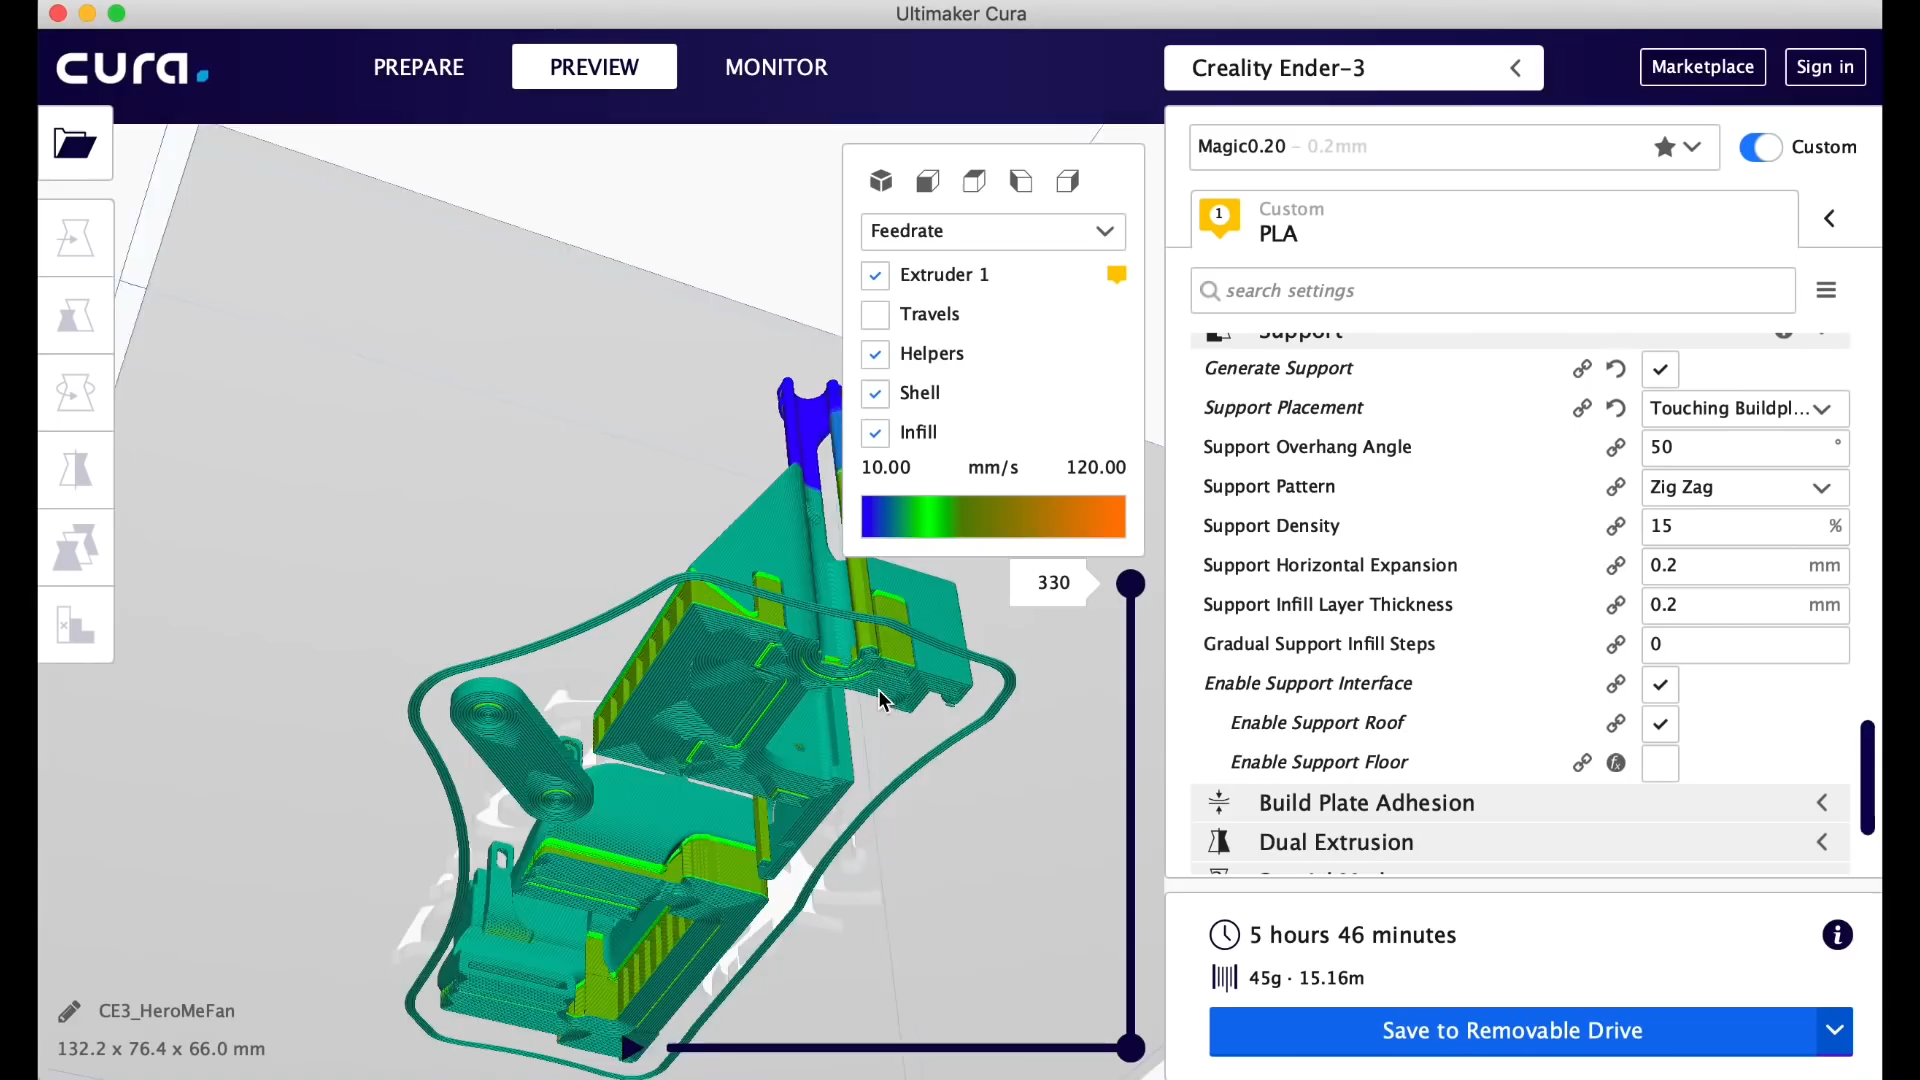 Ultimaker Cura
cura.
PREPARE
PREVIEW
MONITOR
Creality Ender-3
Marketplace
Sign in
Magic0.20 - 0.2mm
Custom
1
Custom
PLA
search settings
Feedrate
Extruder 1
Travels
Helpers
Shell
Infill
10.00 mm/s 120.00
330
Support
Generate Support
Support Placement Touching Buildpl...
Support Overhang Angle 50 °
Support Pattern Zig Zag
Support Density 15 %
Support Horizontal Expansion 0.2 mm
Support Infill Layer Thickness 0.2 mm
Gradual Support Infill Steps 0
Enable Support Interface
Enable Support Roof
Enable Support Floor fx
Build Plate Adhesion
Dual Extrusion
5 hours 46 minutes
i
45g · 15.16m
Save to Removable Drive
CE3_HeroMeFan
132.2 x 76.4 x 66.0 mm